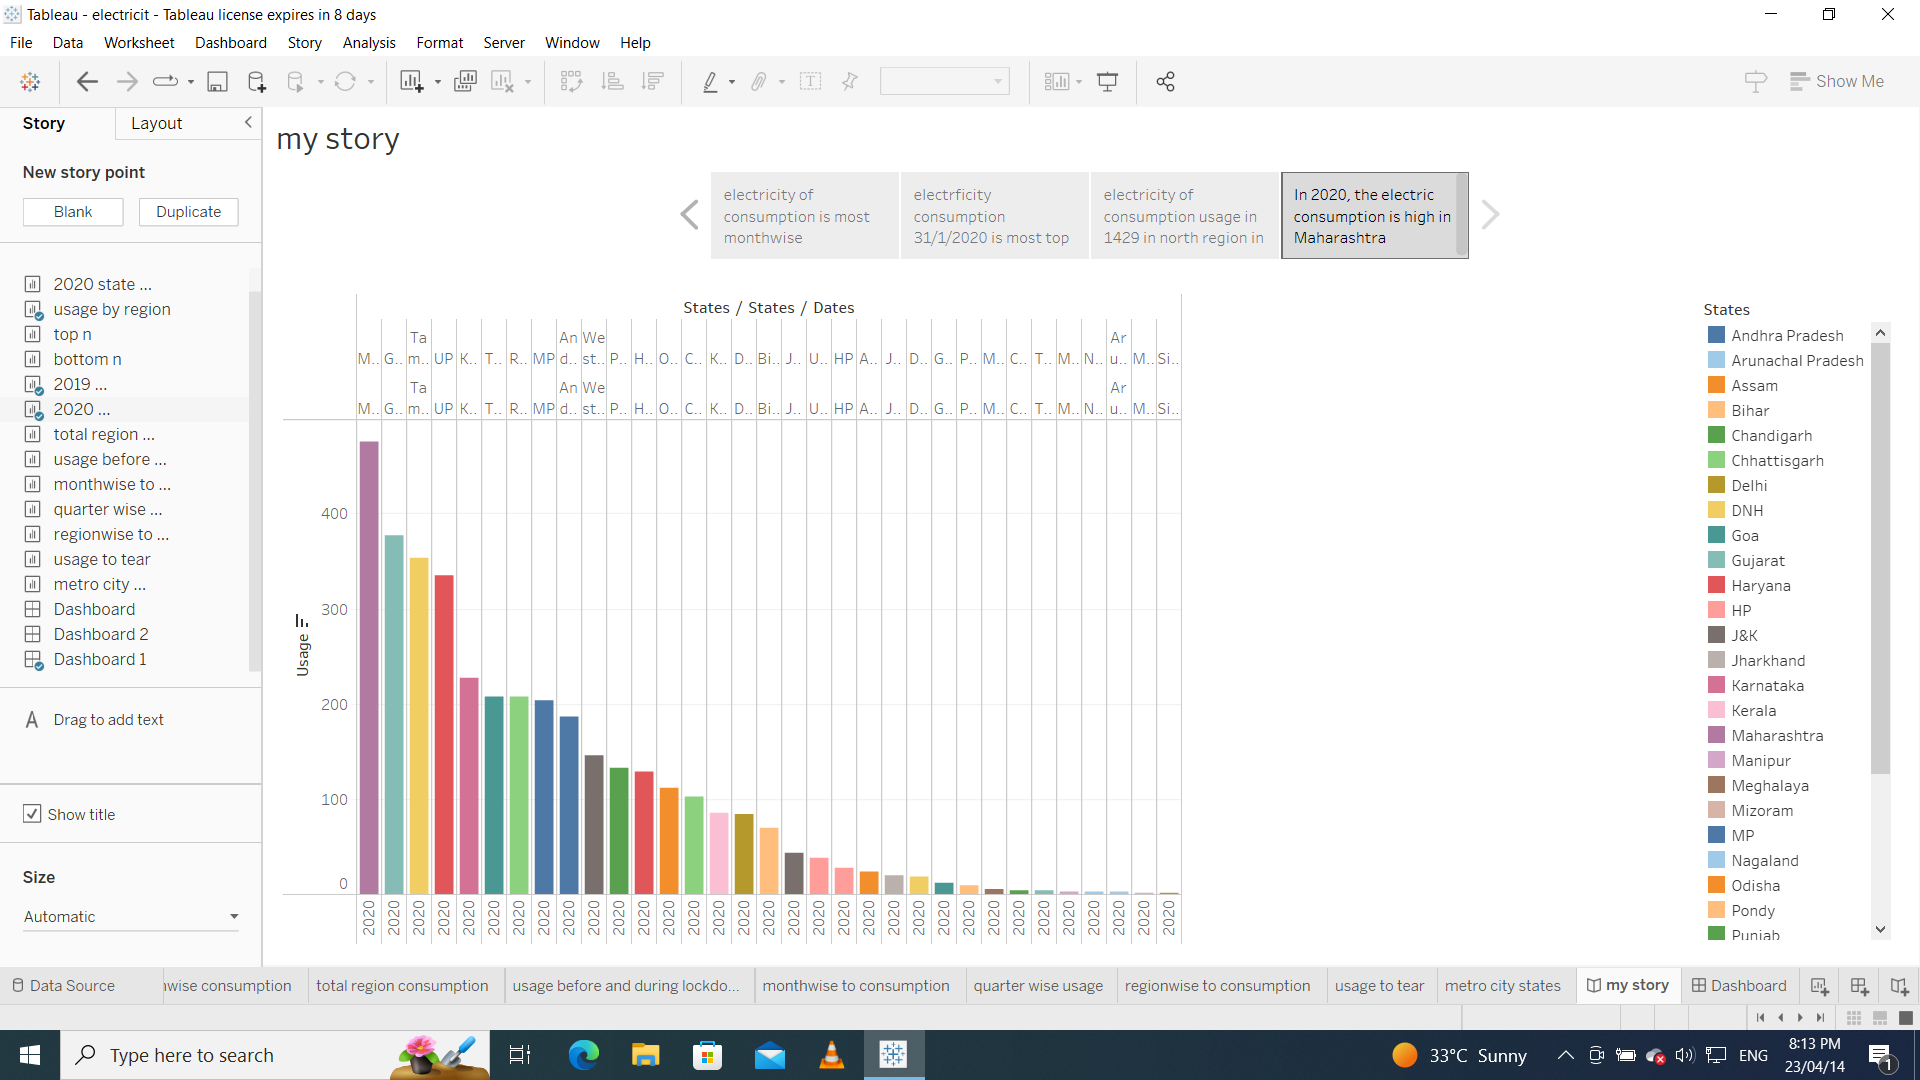 Tableau - electricit - Tableau license expires in 8 days
File Data Worksheet Dashboard Story Analysis Format Server Window Help
Show Me
Story Layout
New story point
Blank Duplicate
2020 state ...
usage by region
top n
bottom n
2019 ...
2020 ...
total region ...
usage before ...
monthwise to ...
quarter wise ...
regionwise to ...
usage to tear
metro city ...
Dashboard
Dashboard 2
Dashboard 1
Drag to add text
Show title
Size
Automatic
my story
electricity of
consumption is most
monthwise
electrficity
consumption
31/1/2020 is most top
electricity of
consumption usage in
1429 in north region in
In 2020, the electric
consumption is high in
Maharashtra
States / States / Dates
Ta An We Ar
M.. G.. m.. UP K.. T.. R.. MP d.. st.. P.. H.. O.. C.. K.. D.. Bi.. J.. U.. HP A.. J.. D.. G.. P.. M.. C.. T.. M.. N.. u.. M.. Si..
Ta An We Ar
M.. G.. m.. UP K.. T.. R.. MP d.. st.. P.. H.. O.. C.. K.. D.. Bi.. J.. U.. HP A.. J.. D.. G.. P.. M.. C.. T.. M.. N.. u.. M.. Si..
Usage
400
300
200
100
0
2020 2020 2020 2020 2020 2020 2020 2020 2020 2020 2020 2020 2020 2020 2020 2020 2020 2020 2020 2020 2020 2020 2020 2020 2020 2020 2020 2020 2020 2020 2020 2020 2020
States
Andhra Pradesh
Arunachal Pradesh
Assam
Bihar
Chandigarh
Chhattisgarh
Delhi
DNH
Goa
Gujarat
Haryana
HP
J&K
Jharkhand
Karnataka
Kerala
Maharashtra
Manipur
Meghalaya
Mizoram
MP
Nagaland
Odisha
Pondy
Punjab
Data Source wise consumption total region consumption usage before and during lockdo... monthwise to consumption quarter wise usage regionwise to consumption usage to tear metro city states my story Dashboard
Type here to search
33°C Sunny
ENG
8:13 PM
23/04/14
1